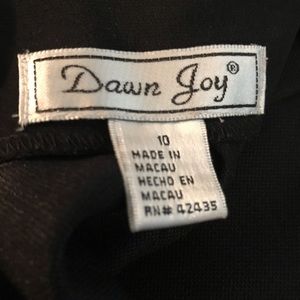 Dawn Joy®
10
MADE IN
MACAU
HECHO EN
MACAU
RN# 42435